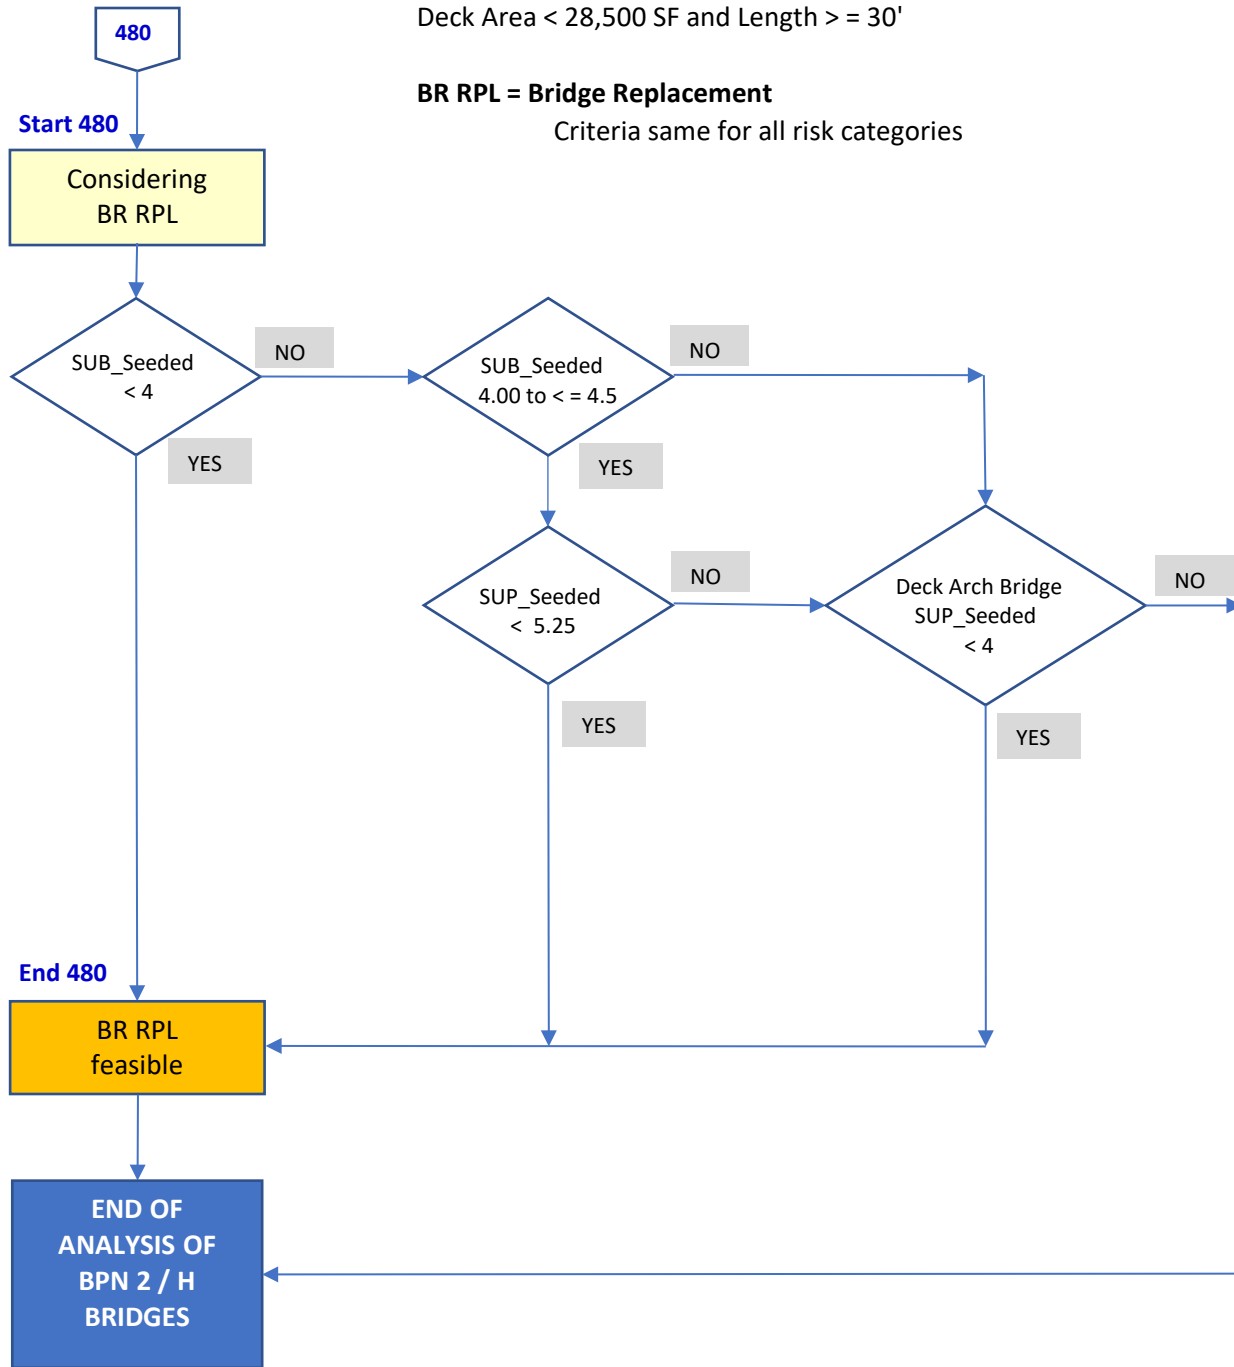 480
Deck Area < 28,500 SF and Length > = 30'
BR RPL = Bridge Replacement
Criteria same for all risk categories
Start 480
Considering
BR RPL
SUB_Seeded
< 4
NO
YES
SUB_Seeded
4.00 to < = 4.5
NO
YES
SUP_Seeded
< 5.25
NO
YES
Deck Arch Bridge
SUP_Seeded
< 4
NO
YES
End 480
BR RPL
feasible
END OF
ANALYSIS OF
BPN 2 / H
BRIDGES